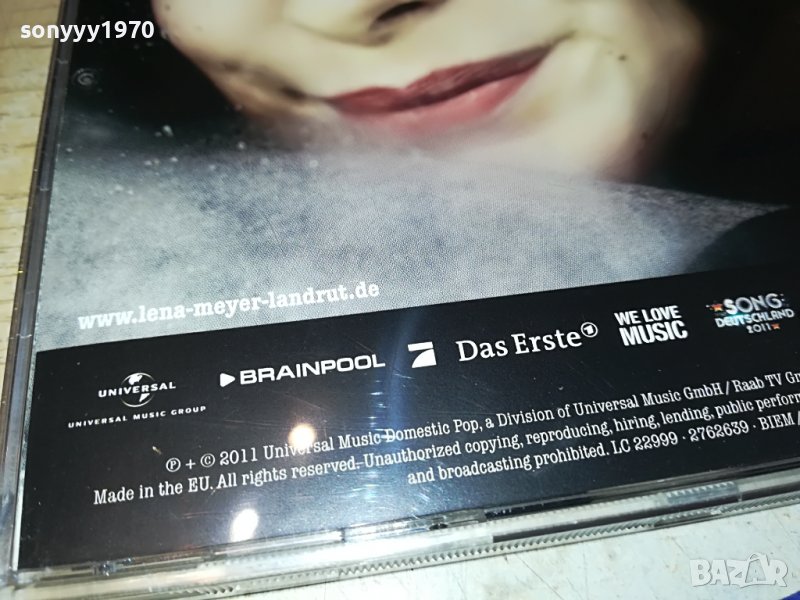 sonyyy1970
www.lena-meyer-landrut.de
UNIVERSAL
UNIVERSAL MUSIC GROUP
BRAINPOOL
7
Das Erste
WE LOVE
MUSIC
SONG
DEUTSCHLAND
2011
℗ + © 2011 Universal Music Domestic Pop, a Division of Universal Music GmbH / Raab TV
Made in the EU. All rights reserved. Unauthorized copying, reproducing, hiring, lending, public
and broadcasting prohibited. LC 22999 · 2762639 · BIEM/
BAZAR